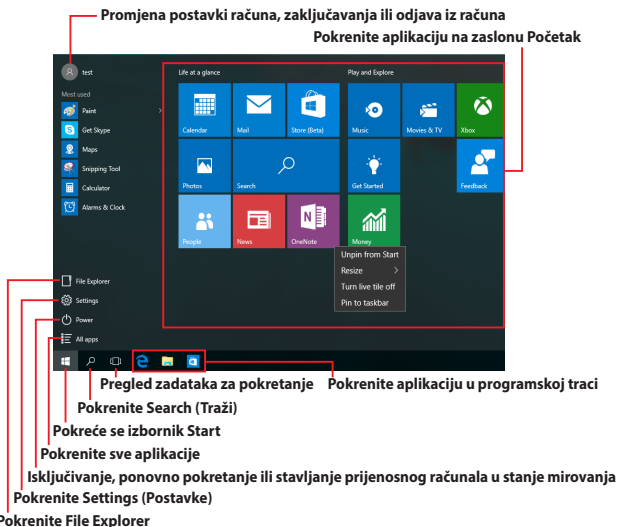 Promjena postavki računa, zaključavanja ili odjava iz računa
Pokrenite aplikaciju na zaslonu Početak
test
Life at a glance
Play and Explore
Most used
Paint
Get Skype
Maps
Snipping Tool
Calculator
Alarms & Clock
Calendar
Mail
Store (Beta)
Music
Movies & TV
Xbox
Photos
Search
Get Started
Feedback
People
News
OneNote
Money
Unpin from Start
Resize
Turn live tile off
Pin to taskbar
File Explorer
Settings
Power
All apps
Pregled zadataka za pokretanje
Pokrenite aplikaciju u programskoj traci
Pokrenite Search (Traži)
Pokreće se izbornik Start
Pokrenite sve aplikacije
Isključivanje, ponovno pokretanje ili stavljanje prijenosnog računala u stanje mirovanja
Pokrenite Settings (Postavke)
Pokrenite File Explorer